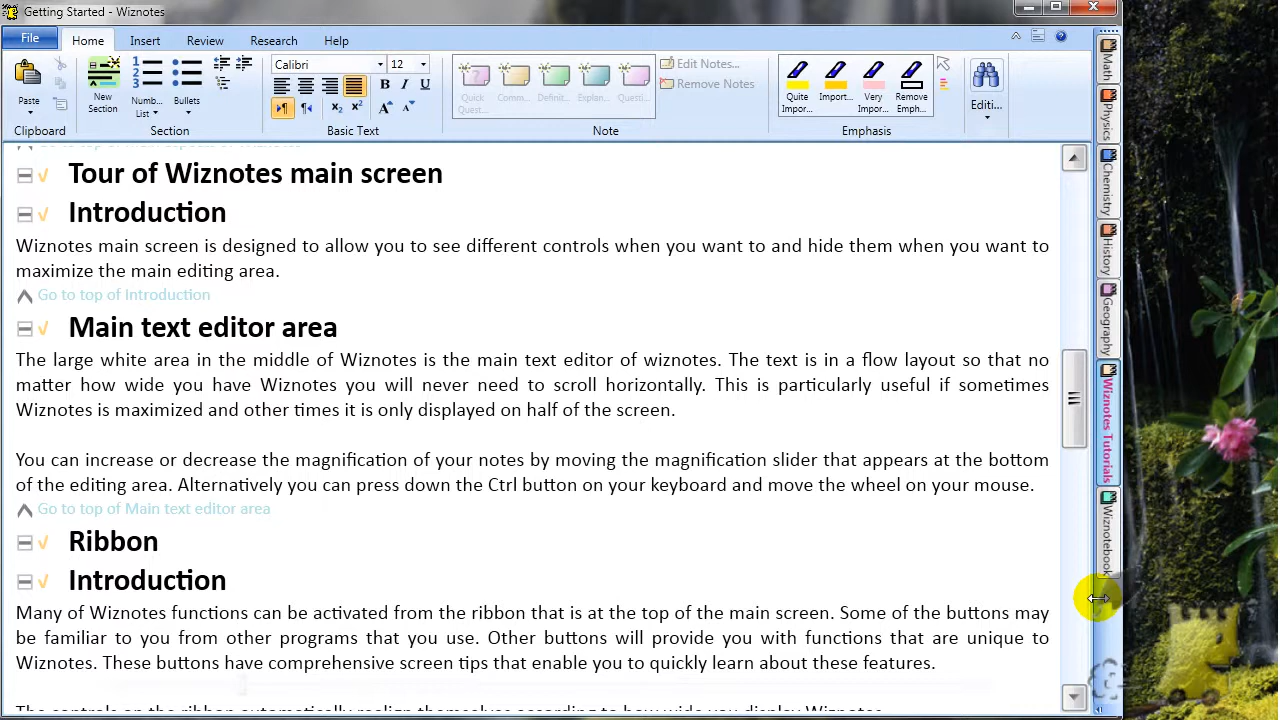 Getting Started - Wiznotes
File
Home
Insert
Review
Research
Help
Paste
Clipboard
New Section
Numb... List
Bullets
Section
Calibri
12
B I U
Basic Text
Quick Quest...
Comm...
Definit...
Explan...
Questi...
Edit Notes...
Remove Notes
Note
Quite Impor...
Import...
Very Impor...
Remove Emph...
Emphasis
Editi...
Tour of Wiznotes main screen
Introduction
Wiznotes main screen is designed to allow you to see different controls when you want to and hide them when you want to
maximize the main editing area.
Go to top of Introduction
Main text editor area
The large white area in the middle of Wiznotes is the main text editor of wiznotes. The text is in a flow layout so that no
matter how wide you have Wiznotes you will never need to scroll horizontally. This is particularly useful if sometimes
Wiznotes is maximized and other times it is only displayed on half of the screen.
You can increase or decrease the magnification of your notes by moving the magnification slider that appears at the bottom
of the editing area. Alternatively you can press down the Ctrl button on your keyboard and move the wheel on your mouse.
Go to top of Main text editor area
Ribbon
Introduction
Many of Wiznotes functions can be activated from the ribbon that is at the top of the main screen. Some of the buttons may
be familiar to you from other programs that you use. Other buttons will provide you with functions that are unique to
Wiznotes. These buttons have comprehensive screen tips that enable you to quickly learn about these features.
Math
Physics
Chemistry
History
Geography
Wiznotes Tutorials
Wiznotebook